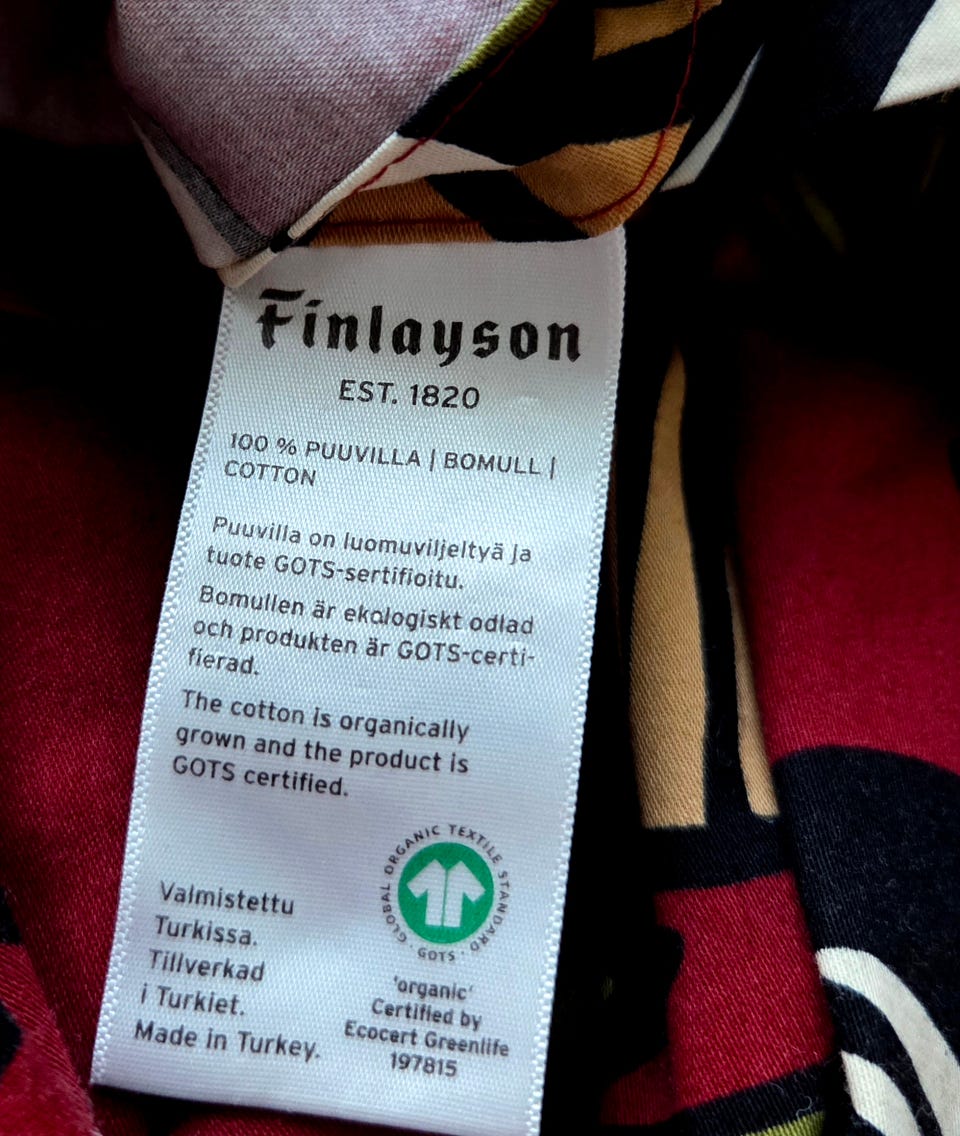 Finlayson
EST. 1820
100 % PUUVILLA | BOMULL |
COTTON
Puuvilla on luomuviljeltyä ja
tuote GOTS-sertifioitu.
Bomullen är ekologiskt odlad
och produkten är GOTS-certi-
fierad.
The cotton is organically
grown and the product is
GOTS certified.
Valmistettu
Turkissa.
Tillverkad
i Turkiet.
Made in Turkey.
GLOBAL ORGANIC TEXTILE STANDARD
· GOTS ·
'organic'
Certified by
Ecocert Greenlife
197815